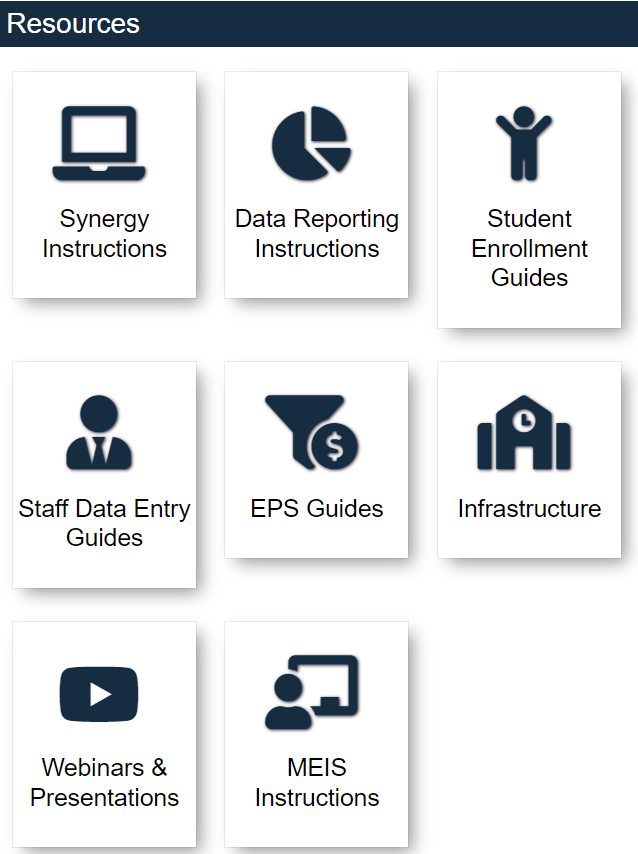 Resources
Synergy
Instructions
Data Reporting
Instructions
Student
Enrollment
Guides
Staff Data Entry
Guides
$
EPS Guides
Infrastructure
Webinars &
Presentations
MEIS
Instructions